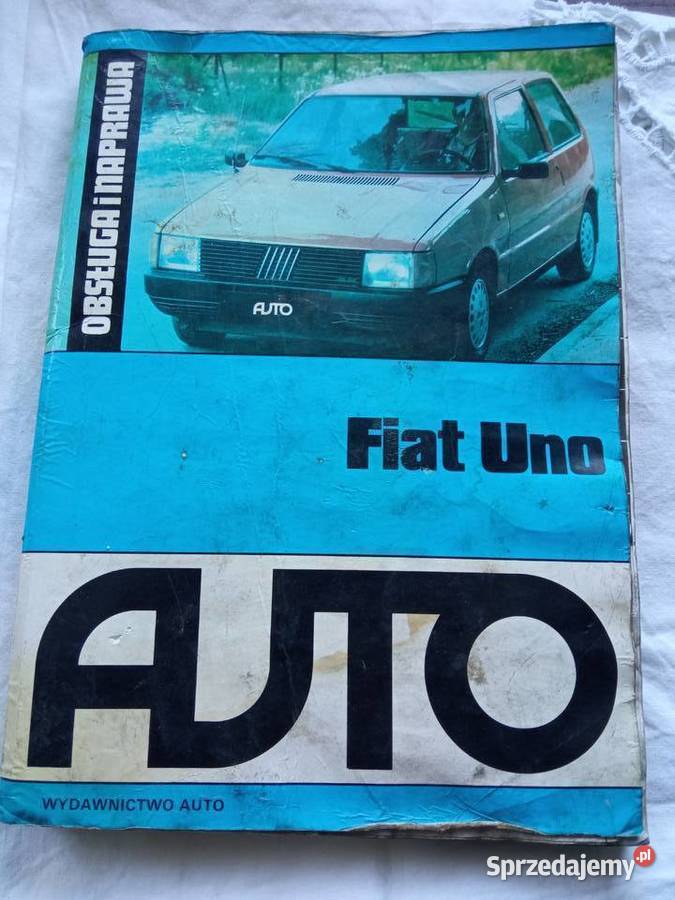 OBSŁUGA i NAPRAWA
AUTO
Fiat Uno
AUTO
WYDAWNICTWO AUTO
Sprzedajemy.pl